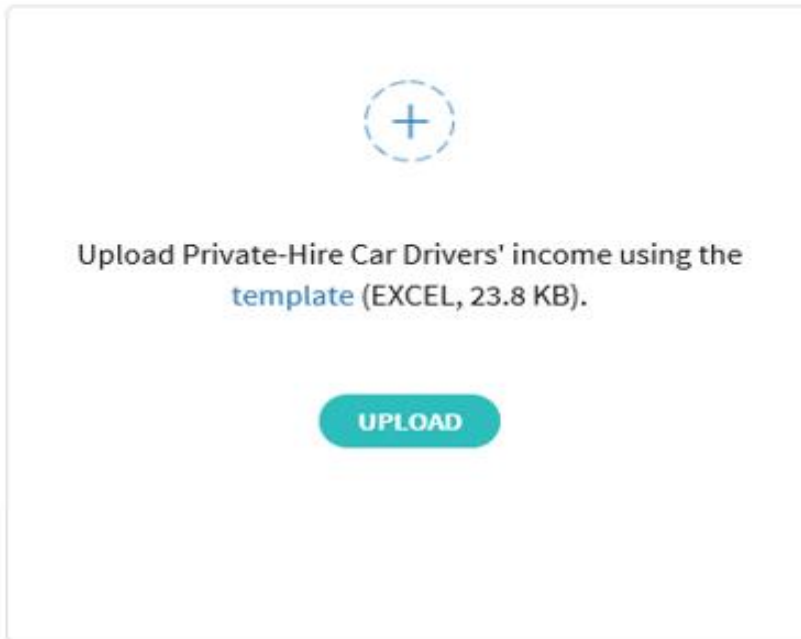 Upload Private-Hire Car Drivers' income using the
template (EXCEL, 23.8 KB).
UPLOAD